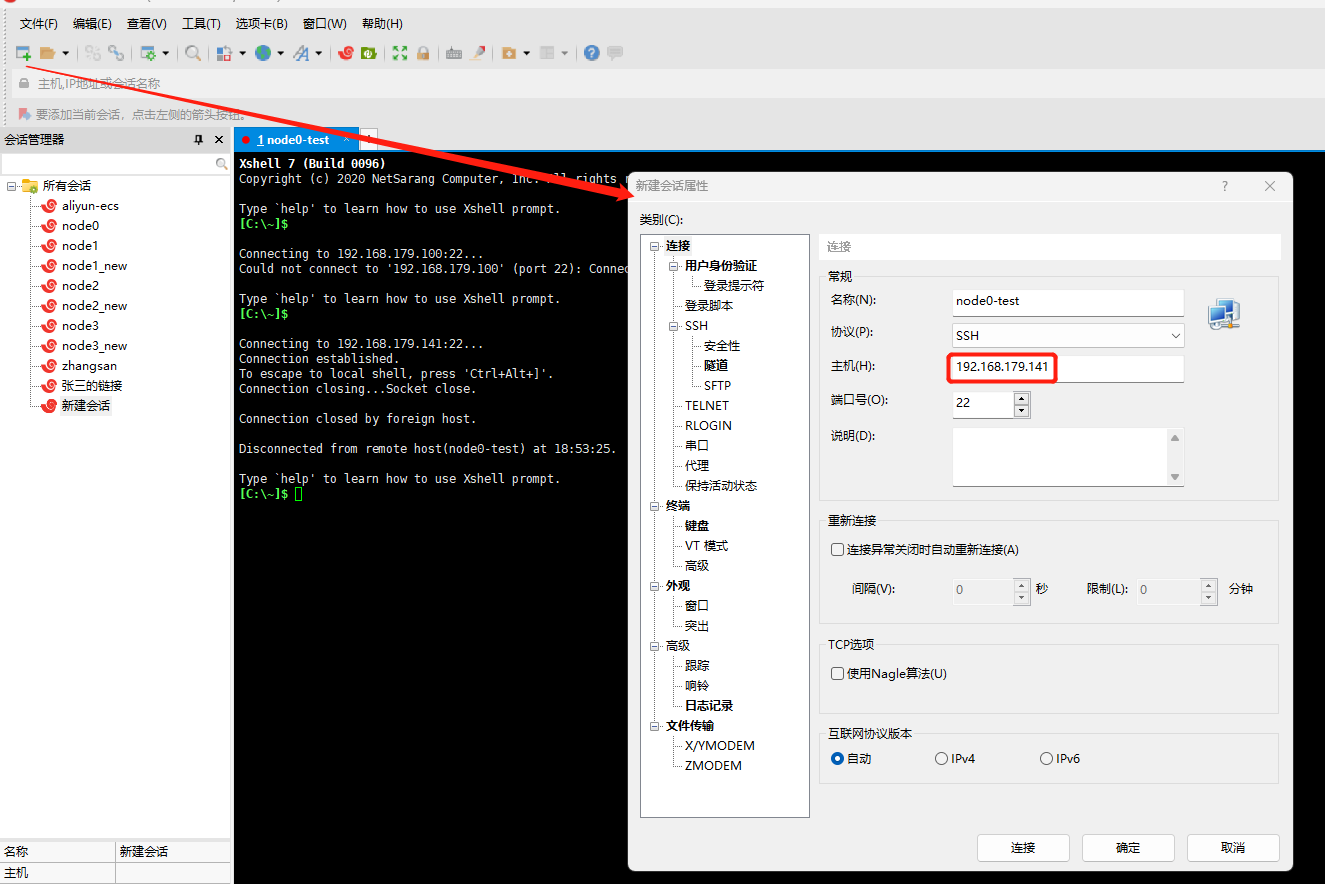 文件(F) 编辑(E) 查看(V) 工具(T) 选项卡(B) 窗口(W) 帮助(H)
主机,IP地址或会话名称
要添加当前会话，点击左侧的箭头按钮。
会话管理器
1 node0-test
所有会话
aliyun-ecs
node0
node1
node1_new
node2
node2_new
node3
node3_new
zhangsan
张三的链接
新建会话
名称 新建会话
主机
Xshell 7 (Build 0096)
Copyright (c) 2020 NetSarang Computer, Inc. All rights
Type `help' to learn how to use Xshell prompt.
[C:\~]$
Connecting to 192.168.179.100:22...
Could not connect to '192.168.179.100' (port 22):
Type `help' to learn how to use Xshell prompt.
[C:\~]$
Connecting to 192.168.179.141:22...
Connection established.
To escape to local shell, press 'Ctrl+Alt+]'.
Connection closing...Socket close.
Connection closed by foreign host.
Disconnected from remote host(node0-test) at 18:53:25.
Type `help' to learn how to use Xshell prompt.
[C:\~]$
新建会话属性 ?
类别(C):
连接
用户身份验证
登录提示符
登录脚本
SSH
安全性
隧道
SFTP
TELNET
RLOGIN
串口
代理
保持活动状态
终端
键盘
VT 模式
高级
外观
窗口
突出
高级
跟踪
响铃
日志记录
文件传输
X/YMODEM
ZMODEM
连接
常规
名称(N): node0-test
协议(P): SSH
主机(H): 192.168.179.141
端口号(O): 22
说明(D):
重新连接
连接异常关闭时自动重新连接(A)
间隔(V): 0 秒 限制(L): 0 分钟
TCP选项
使用Nagle算法(U)
互联网协议版本
自动 IPv4 IPv6
连接 确定 取消